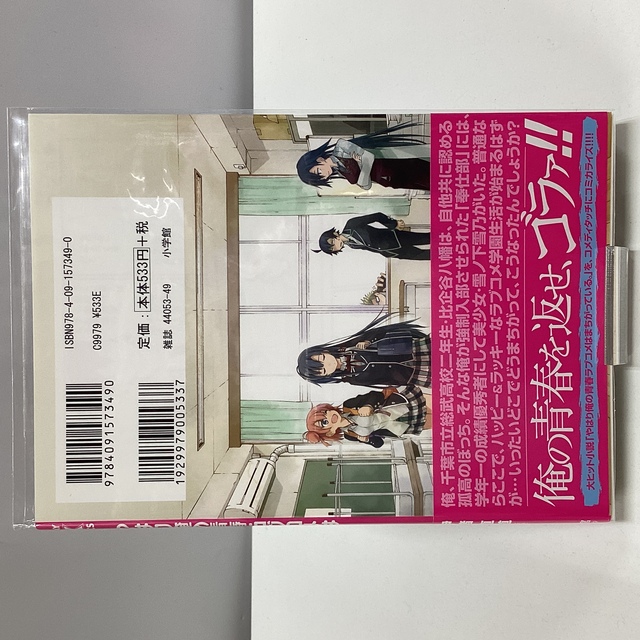 ISBN978-4-09-157349-0
C9979 ¥533E
定価：本体533円+税
雑誌 44053-49　小学館
9784091573490
1929979005337
俺、千葉市立総武高校二年生・比企谷八幡は、自他共に認める
孤高のぼっち。そんな俺が強制入部させられた「奉仕部」には、
学年一の成績優秀者にして美少女・雪ノ下雪乃がいた。普通な
らここで、ハッピー&ラッキーなラブコメ学園生活が始まるはず
が…いったいどこでどうまちがって、こうなったんでしょうか?
俺の青春を返せ、ゴラァ!!
大ヒット小説「やはり俺の青春ラブコメはまちがっている」を、コメディタッチにコミカライズ!!!!